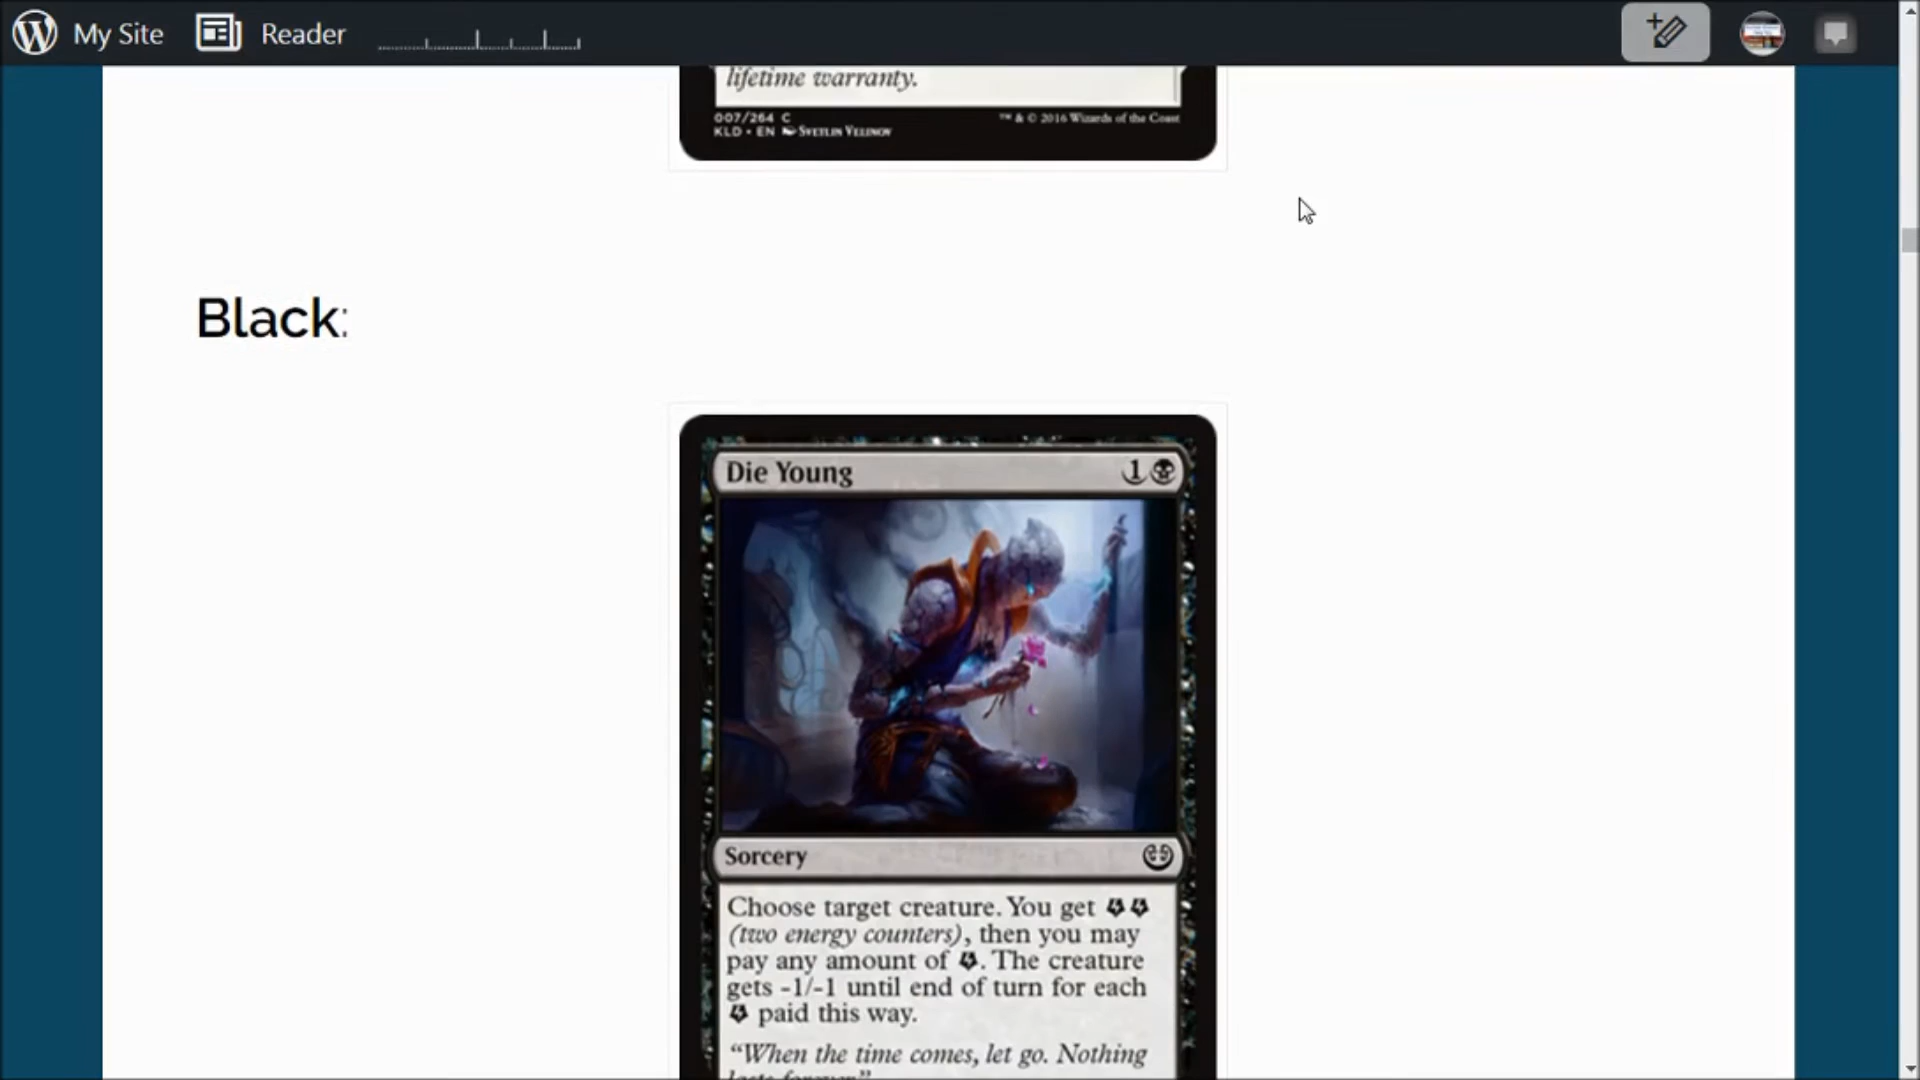 My Site
Reader
lifetime warranty.
007/264 C
KLD • EN SVETLIN VELINOV
™ & © 2016 Wizards of the Coast
Black:
Die Young
1
Sorcery
Choose target creature. You get
(two energy counters), then you may
pay any amount of . The creature
gets -1/-1 until end of turn for each
paid this way.
“When the time comes, let go. Nothing
lasts forever.”